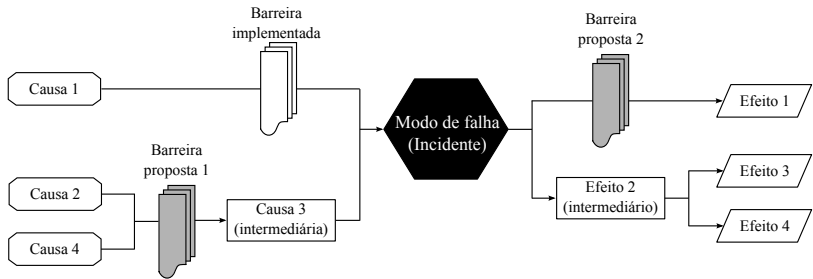 Barreira
implementada
Causa 1
Barreira
proposta 1
Causa 2
Causa 4
Causa 3
(intermediária)
Modo de falha
(Incidente)
Barreira
proposta 2
Efeito 1
Efeito 2
(intermediário)
Efeito 3
Efeito 4